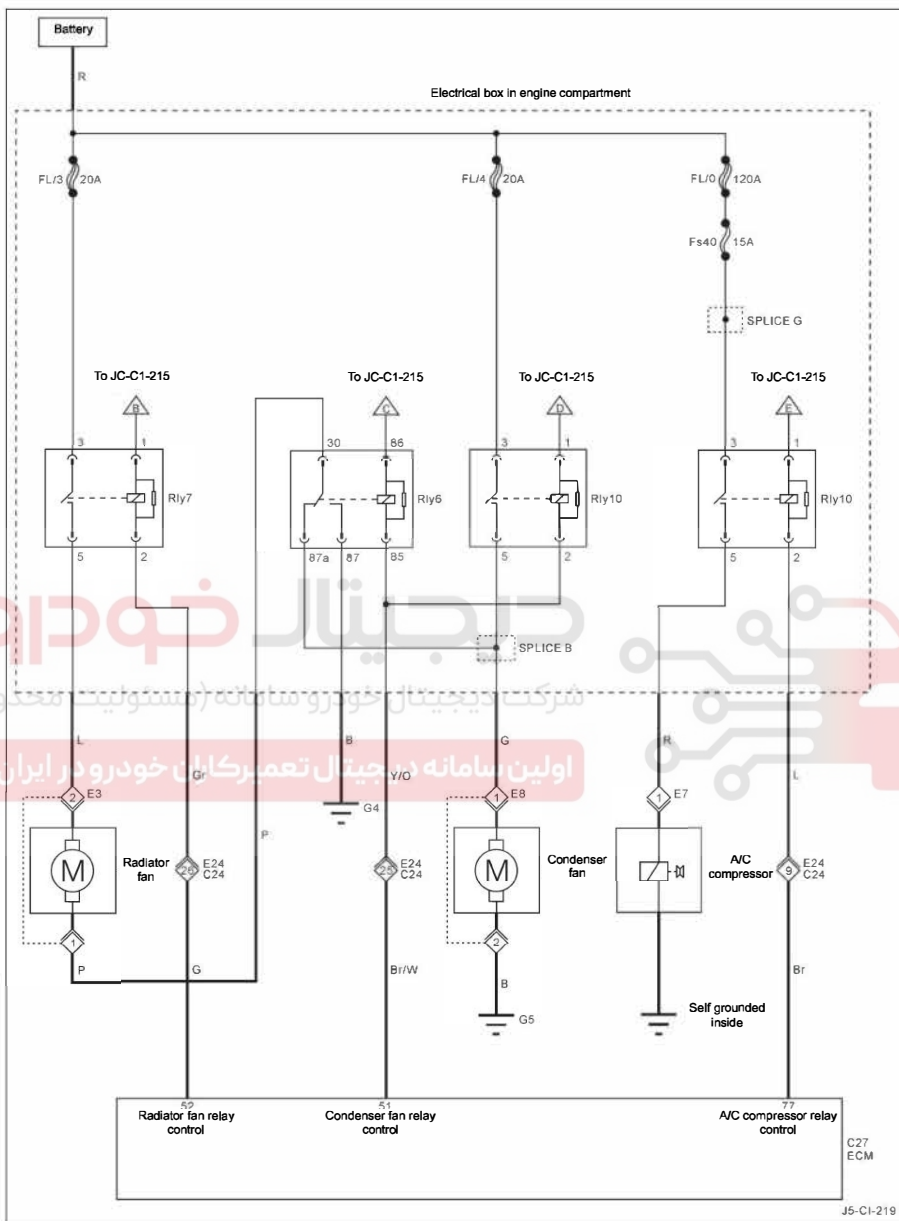 Battery
R
Electrical box in engine compartment
FL/3 20A
FL/4 20A
FL/0 120A
Fs40 15A
SPLICE G
To JC-C1-215
To JC-C1-215
To JC-C1-215
To JC-C1-215
B
C
D
E
3 1
30 86
3 1
3 1
Rly7
Rly6
Rly10
Rly10
5 2
87a 87 85
5 2
5 2
دیجیتال خودرو
SPLICE B
شرکت دیجیتال خودرو سامانه (مسئولیت
L
B
G
R
اولین سامانه دیجیتال تعمیرکاران خودرو در ایران
Gr
Y/O
L
2 E3
G4
1 E8
1 E7
P
M
Radiator
fan
26 E24
C24
25 E24
C24
M
Condenser
fan
A/C
compressor
9 E24
C24
1
2
P
G
Br/W
B
Br
G5
Self grounded
inside
52
51
77
Radiator fan relay
control
Condenser fan relay
control
A/C compressor relay
control
C27
ECM
J5-CI-219